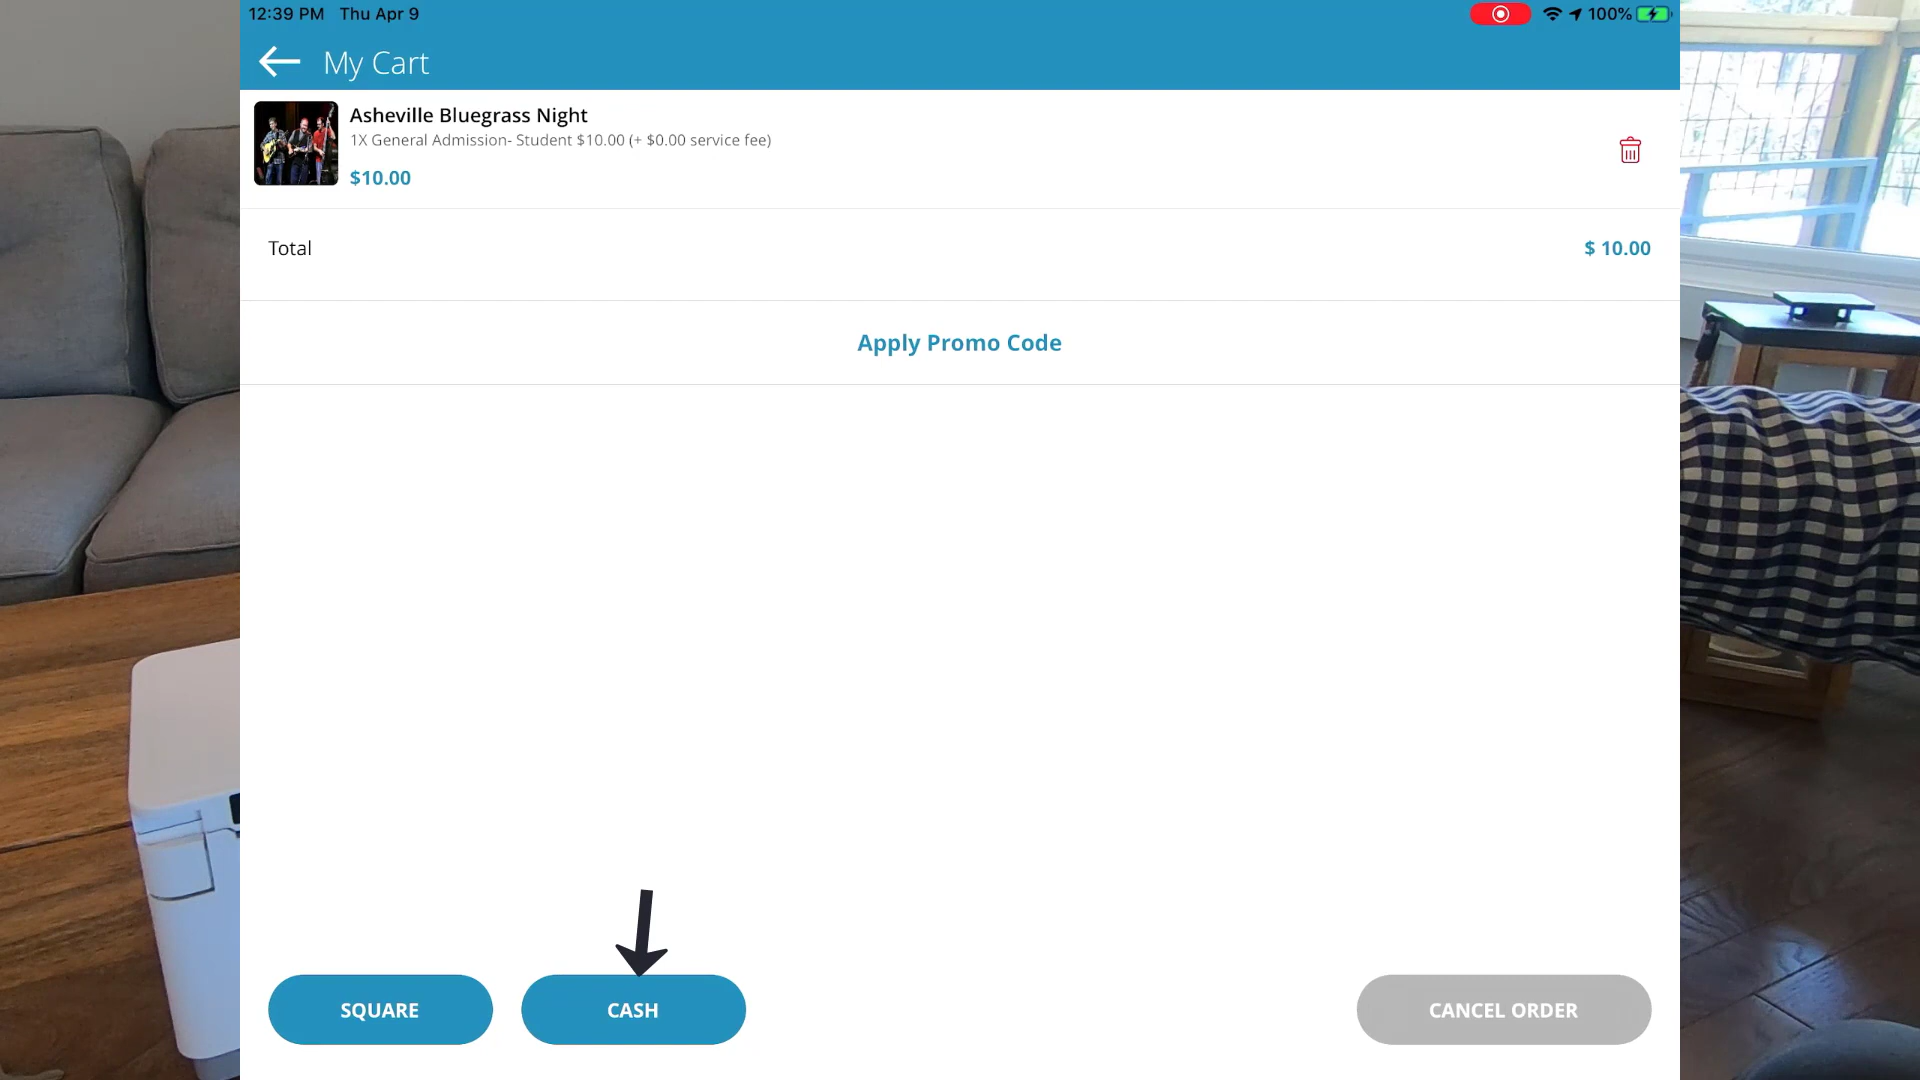 12:39 PM Thu Apr 9
100%
My Cart
Asheville Bluegrass Night
1X General Admission- Student $10.00 (+ $0.00 service fee)
$10.00
Total
$ 10.00
Apply Promo Code
SQUARE
CASH
CANCEL ORDER